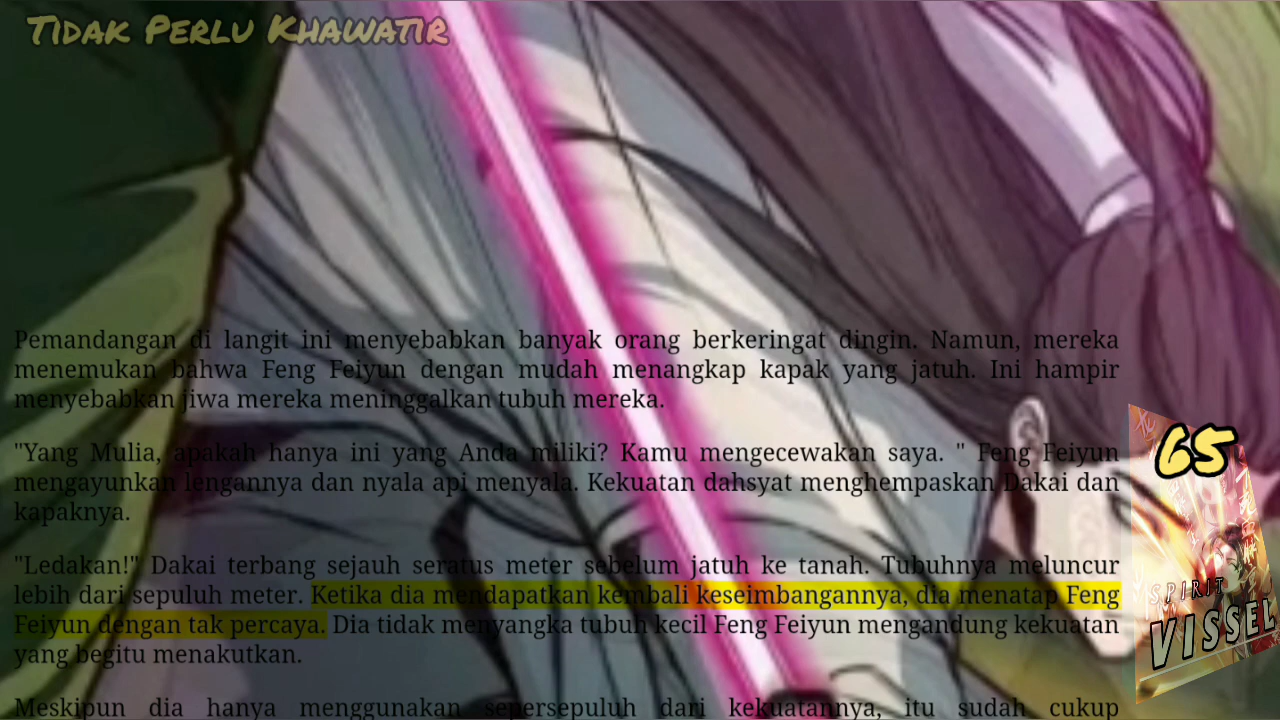 Tidak Perlu Khawatir
Pemandangan di langit ini menyebabkan banyak orang berkeringat dingin. Namun, mereka
menemukan bahwa Feng Feiyun dengan mudah menangkap kapak yang jatuh. Ini hampir
menyebabkan jiwa mereka meninggalkan tubuh mereka.
"Yang Mulia, apakah hanya ini yang Anda miliki? Kamu mengecewakan saya. " Feng Feiyun
mengayunkan lengannya dan nyala api menyala. Kekuatan dahsyat menghempaskan Dakai dan
kapaknya.
"Ledakan!" Dakai terbang sejauh seratus meter sebelum jatuh ke tanah. Tubuhnya meluncur
lebih dari sepuluh meter. Ketika dia mendapatkan kembali keseimbangannya, dia menatap Feng
Feiyun dengan tak percaya. Dia tidak menyangka tubuh kecil Feng Feiyun mengandung kekuatan
yang begitu menakutkan.
Meskipun dia hanya menggunakan sepersepuluh dari kekuatannya, itu sudah cukup
65
SPIRIT
VISSEL